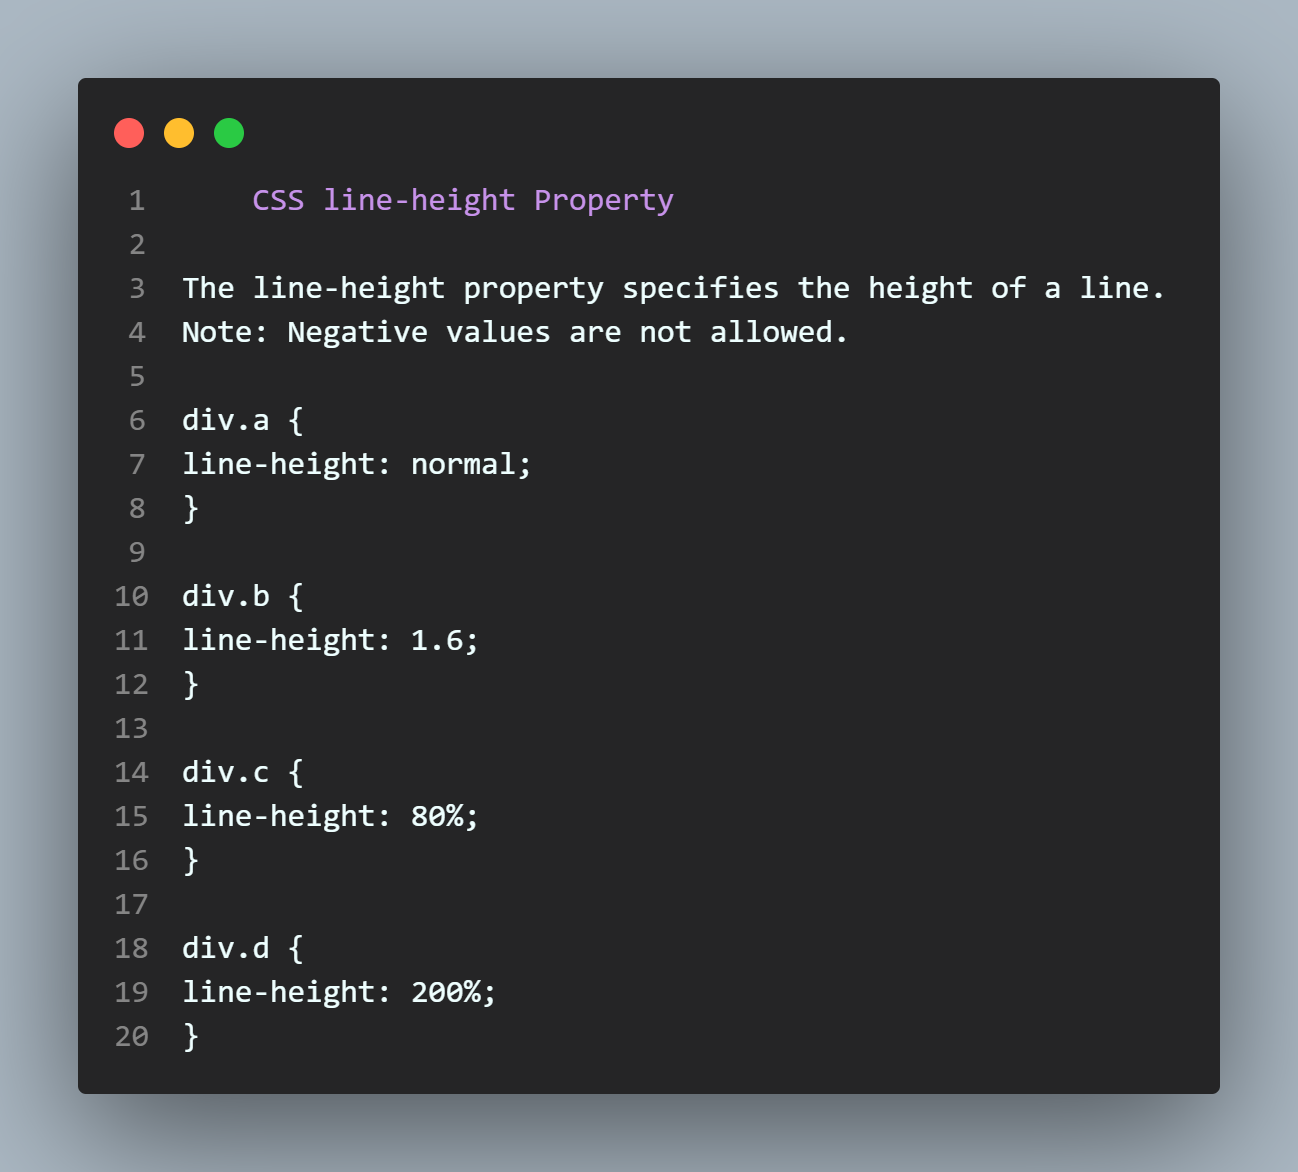 1 CSS line-height Property
2
3 The line-height property specifies the height of a line.
4 Note: Negative values are not allowed.
5
6 div.a {
7 line-height: normal;
8 }
9
10 div.b {
11 line-height: 1.6;
12 }
13
14 div.c {
15 line-height: 80%;
16 }
17
18 div.d {
19 line-height: 200%;
20 }